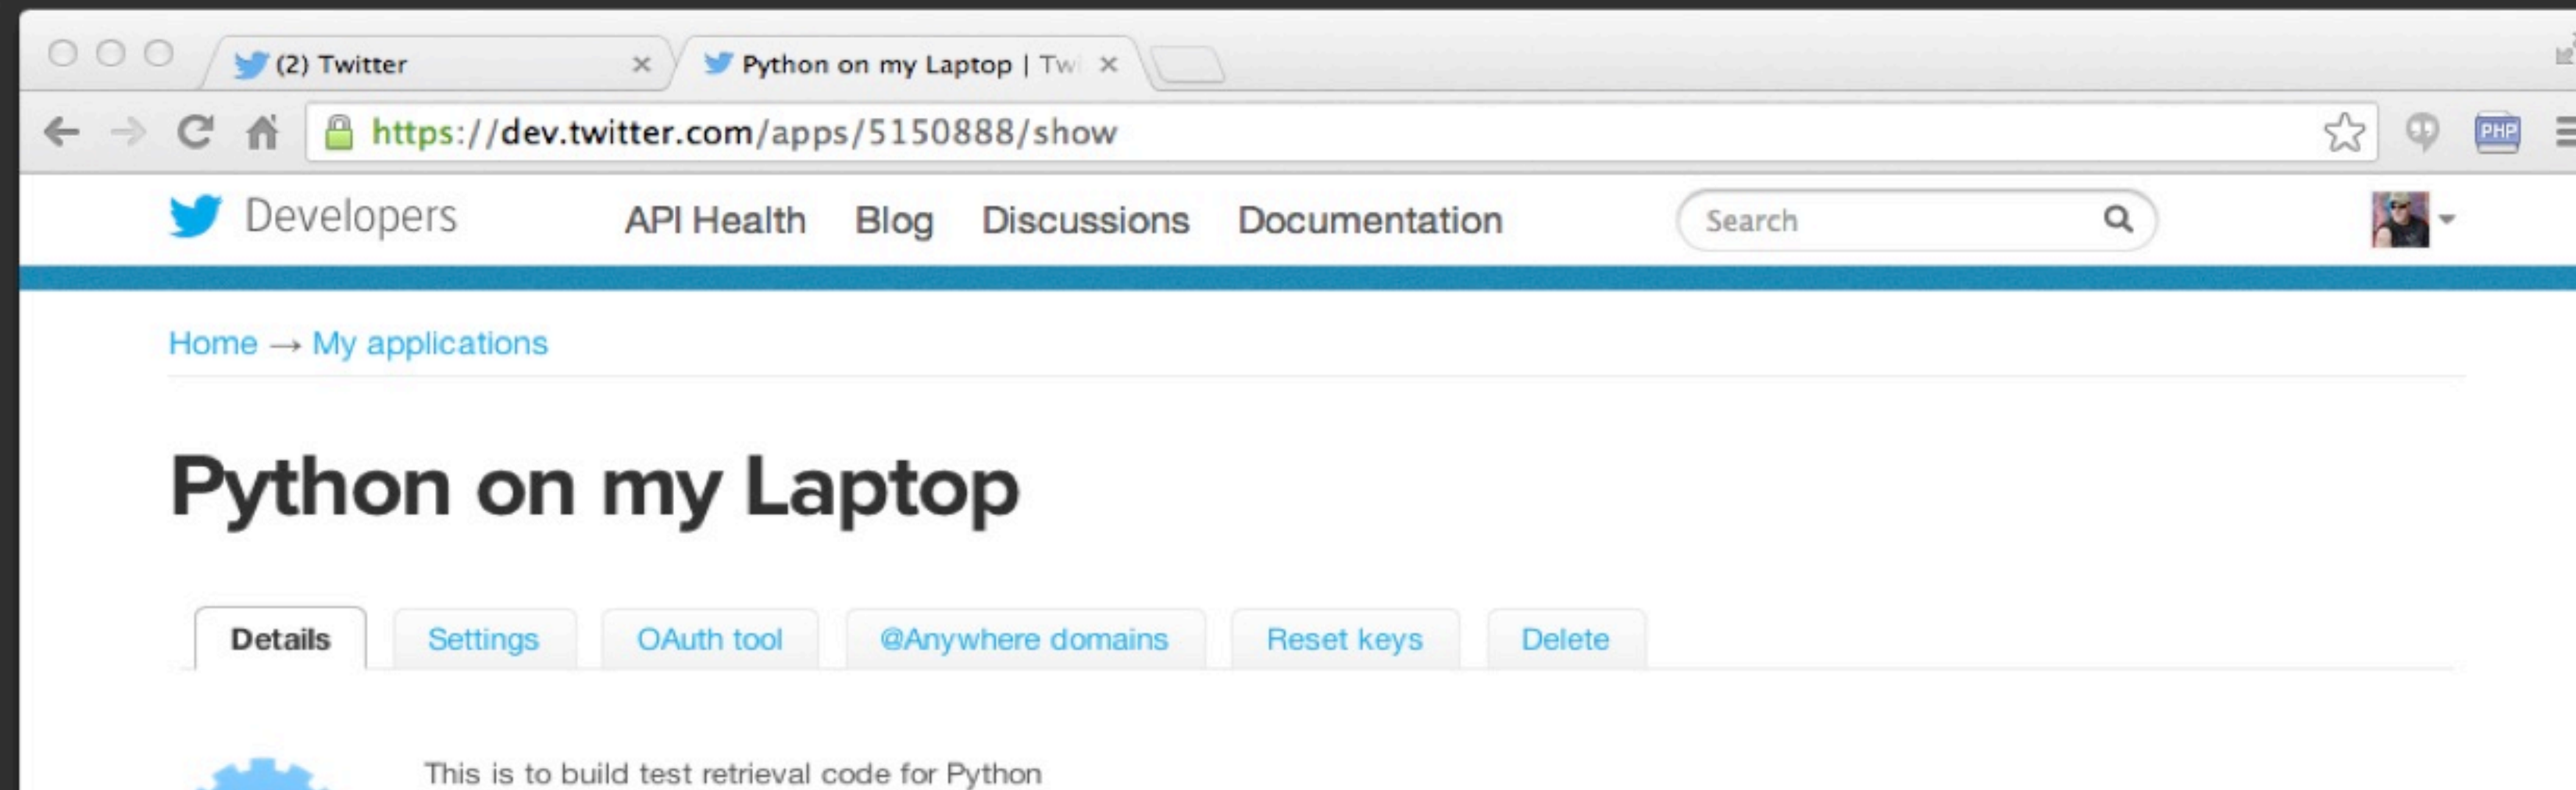 (2) Twitter
Python on my Laptop | Twi
https://dev.twitter.com/apps/5150888/show
PHP
Developers API Health Blog Discussions Documentation Search
Home → My applications
Python on my Laptop
Details Settings OAuth tool @Anywhere domains Reset keys Delete
This is to build test retrieval code for Python